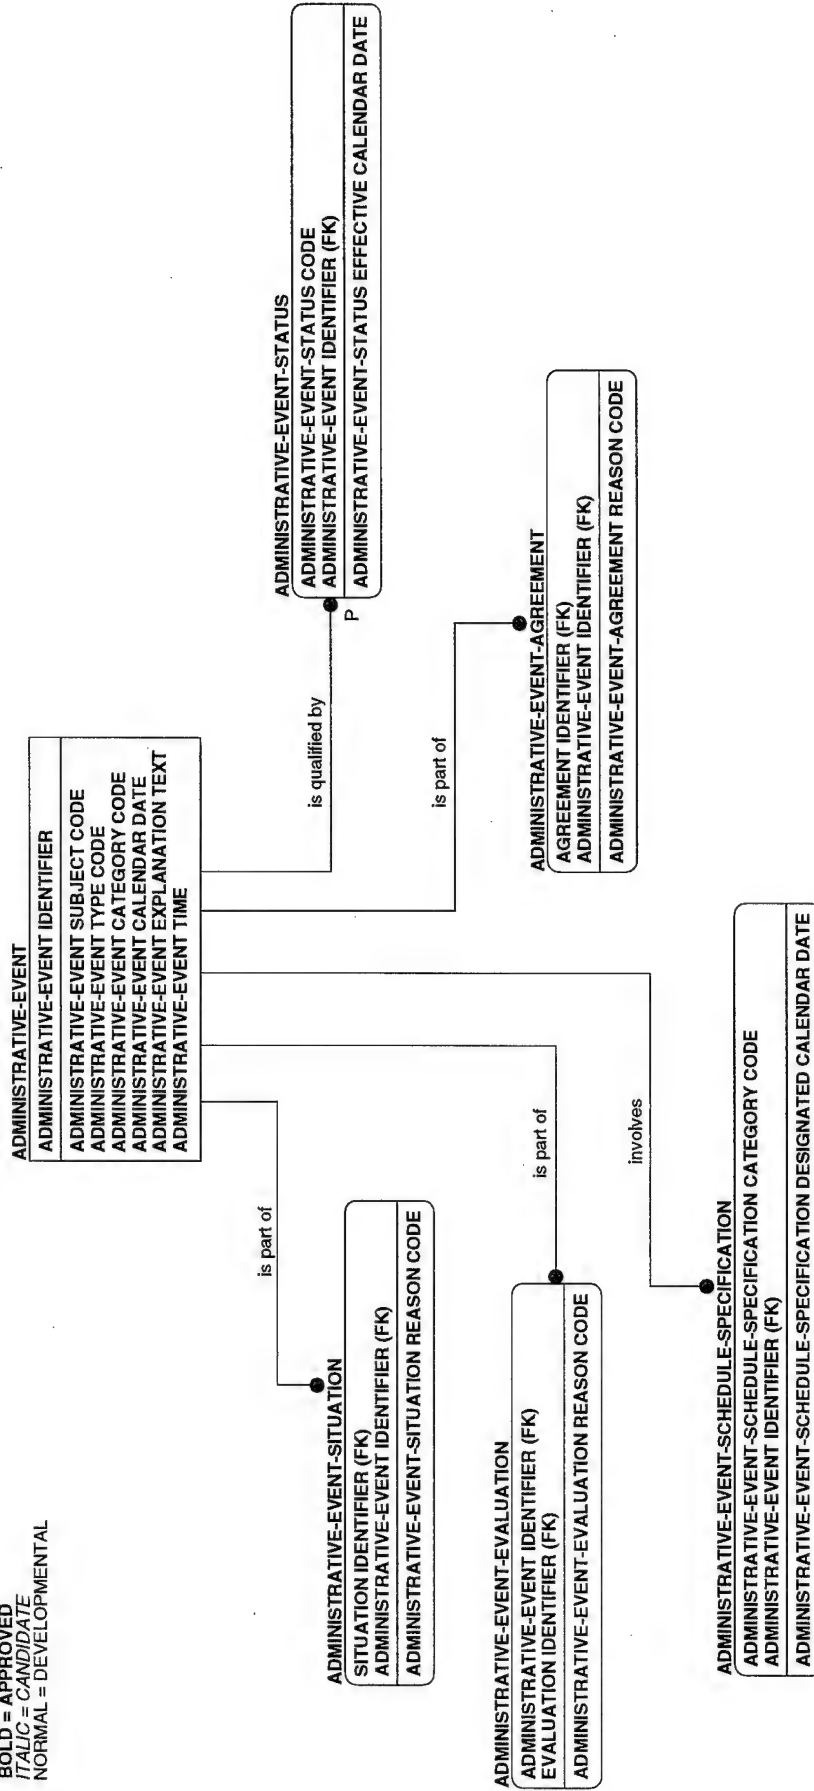 BOLD = APPROVED
ITALIC = CANDIDATE
NORMAL = DEVELOPMENTAL
ADMINISTRATIVE-EVENT
ADMINISTRATIVE-EVENT IDENTIFIER
ADMINISTRATIVE-EVENT SUBJECT CODE
ADMINISTRATIVE-EVENT TYPE CODE
ADMINISTRATIVE-EVENT CATEGORY CODE
ADMINISTRATIVE-EVENT CALENDAR DATE
ADMINISTRATIVE-EVENT EXPLANATION TEXT
ADMINISTRATIVE-EVENT TIME
is part of
is qualified by
ADMINISTRATIVE-EVENT-STATUS
ADMINISTRATIVE-EVENT-STATUS CODE
ADMINISTRATIVE-EVENT IDENTIFIER (FK)
ADMINISTRATIVE-EVENT-STATUS EFFECTIVE CALENDAR DATE
P
ADMINISTRATIVE-EVENT-SITUATION
SITUATION IDENTIFIER (FK)
ADMINISTRATIVE-EVENT IDENTIFIER (FK)
ADMINISTRATIVE-EVENT-SITUATION REASON CODE
is part of
ADMINISTRATIVE-EVENT-AGREEMENT
AGREEMENT IDENTIFIER (FK)
ADMINISTRATIVE-EVENT IDENTIFIER (FK)
ADMINISTRATIVE-EVENT-AGREEMENT REASON CODE
ADMINISTRATIVE-EVENT-EVALUATION
ADMINISTRATIVE-EVENT IDENTIFIER (FK)
EVALUATION IDENTIFIER (FK)
ADMINISTRATIVE-EVENT-EVALUATION REASON CODE
is part of
involves
ADMINISTRATIVE-EVENT-SCHEDULE-SPECIFICATION
ADMINISTRATIVE-EVENT-SCHEDULE-SPECIFICATION CATEGORY CODE
ADMINISTRATIVE-EVENT IDENTIFIER (FK)
ADMINISTRATIVE-EVENT-SCHEDULE-SPECIFICATION DESIGNATED CALENDAR DATE